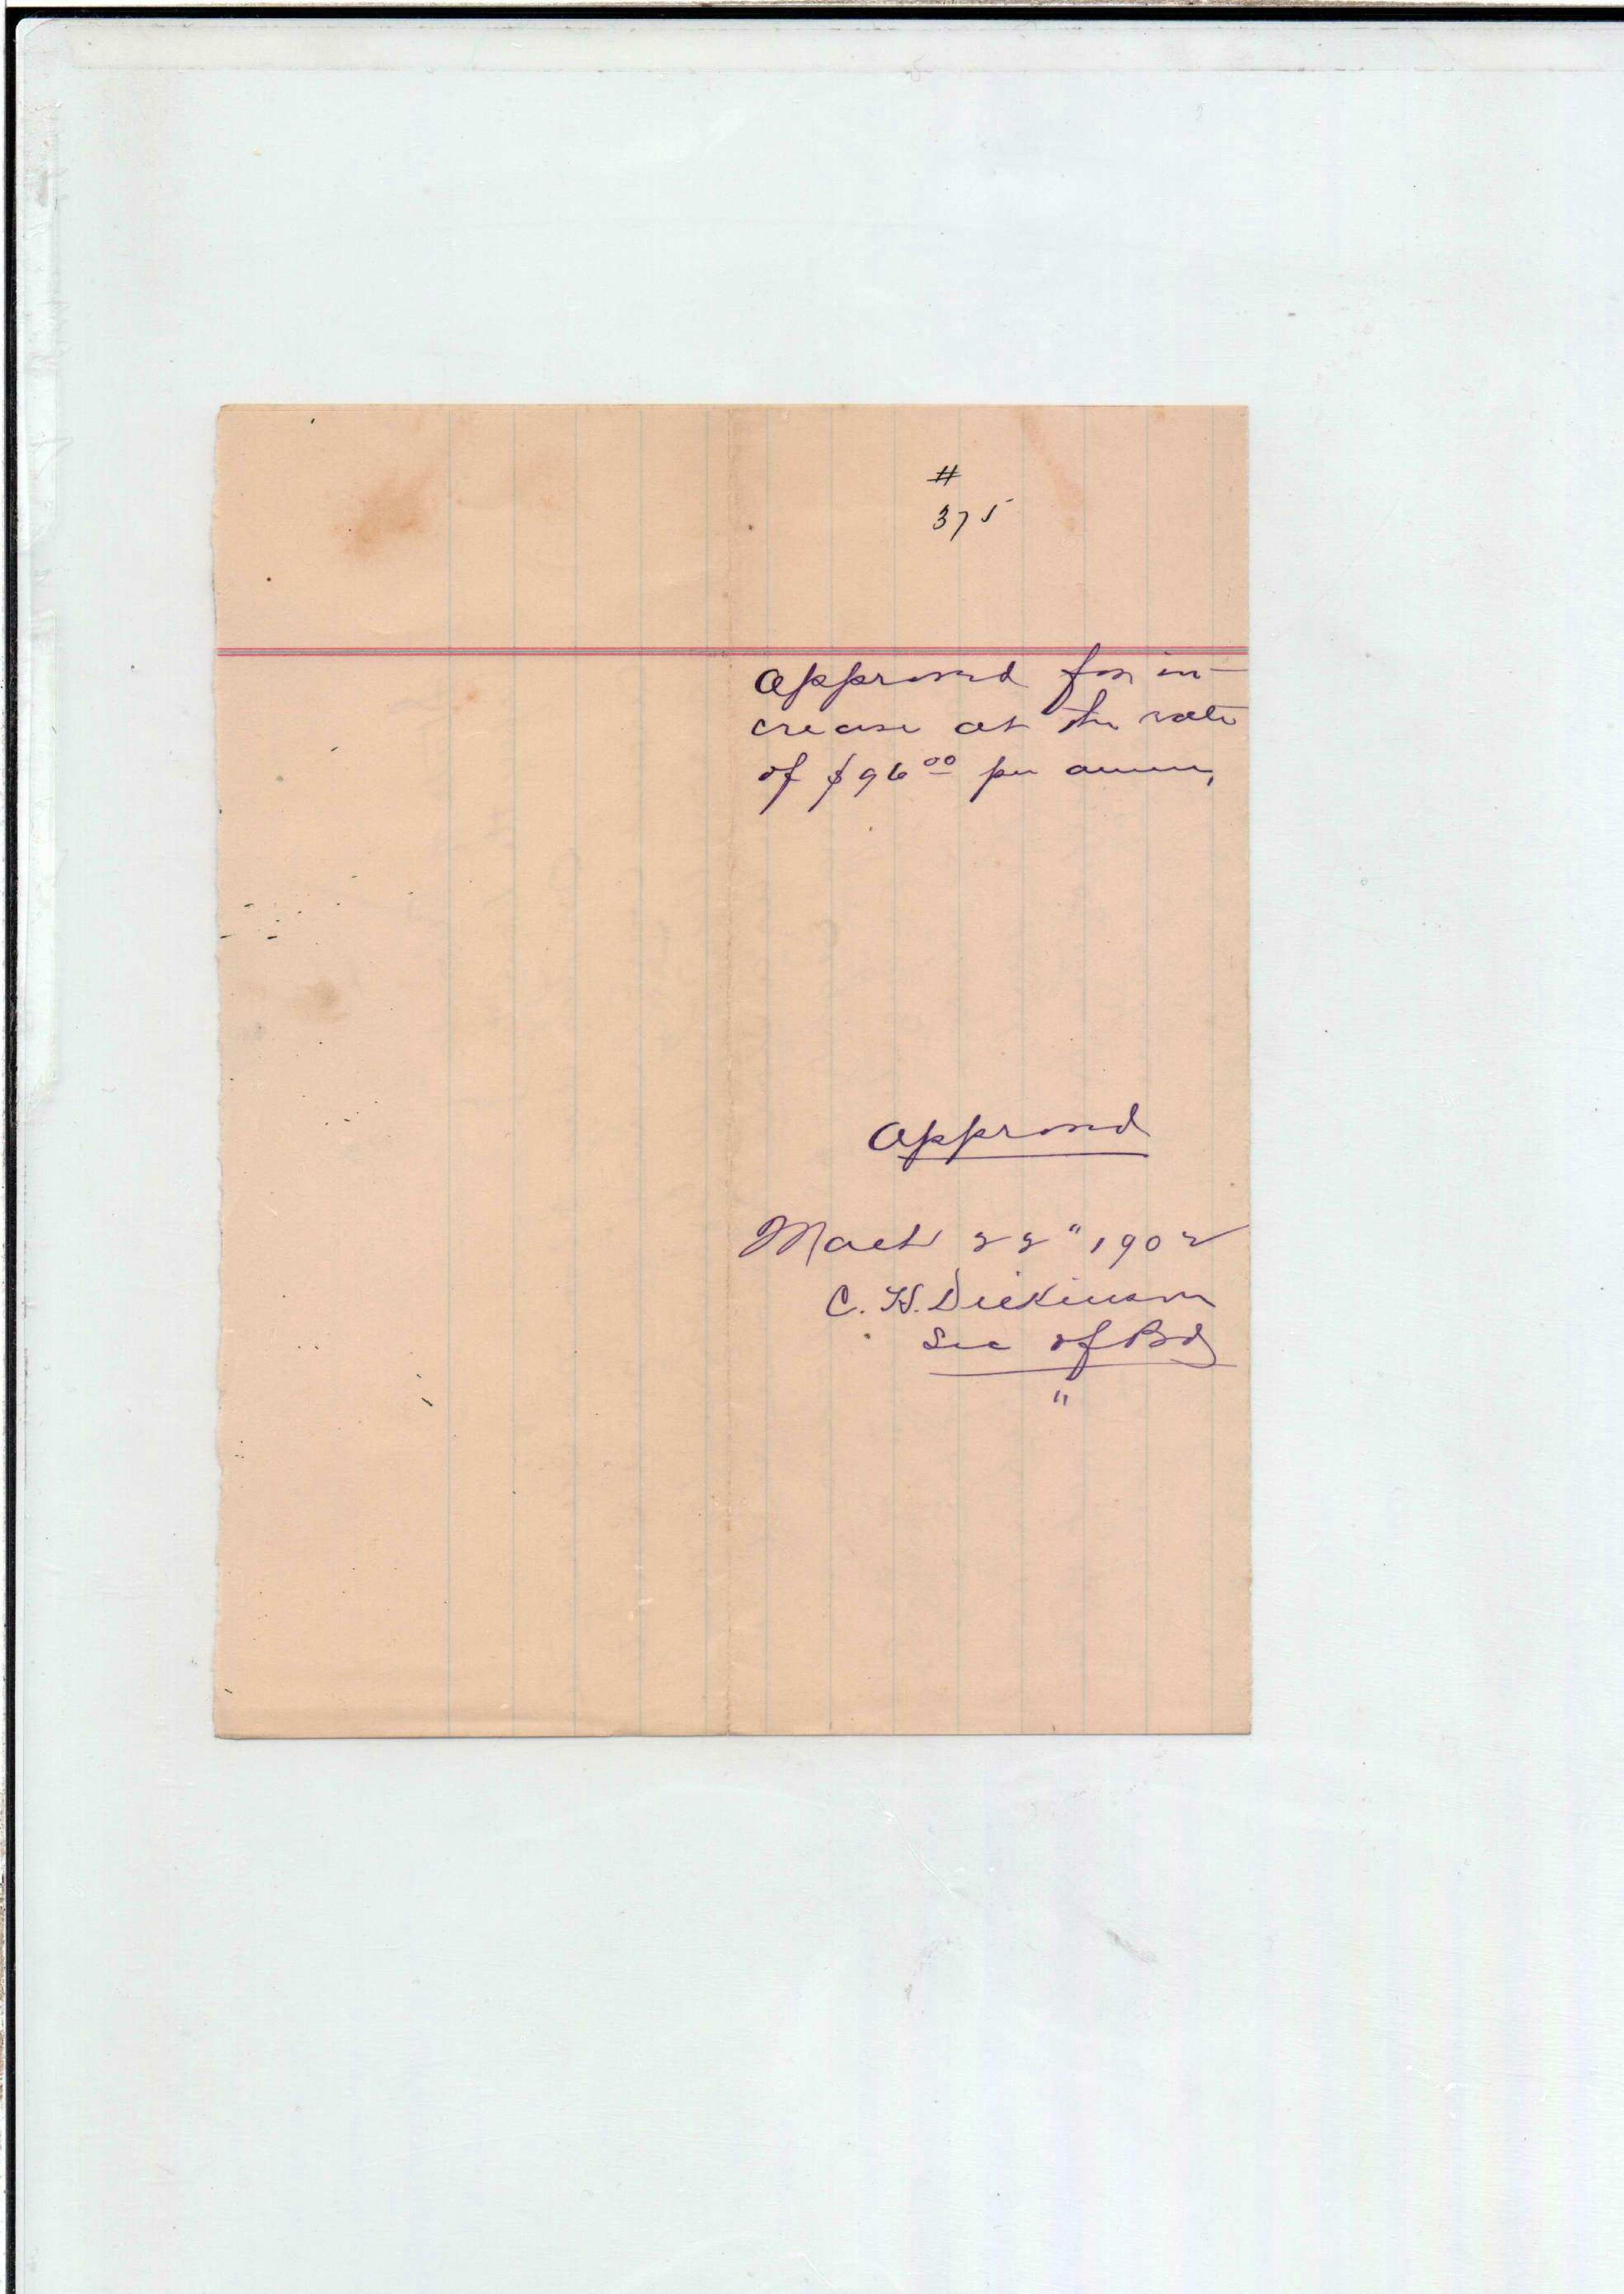 #
375
Approved for in-
crease at the rate
of $96 00 per annum,
Approved
March 22" 1902
C. H. Dickinson
Sec of Bd
"